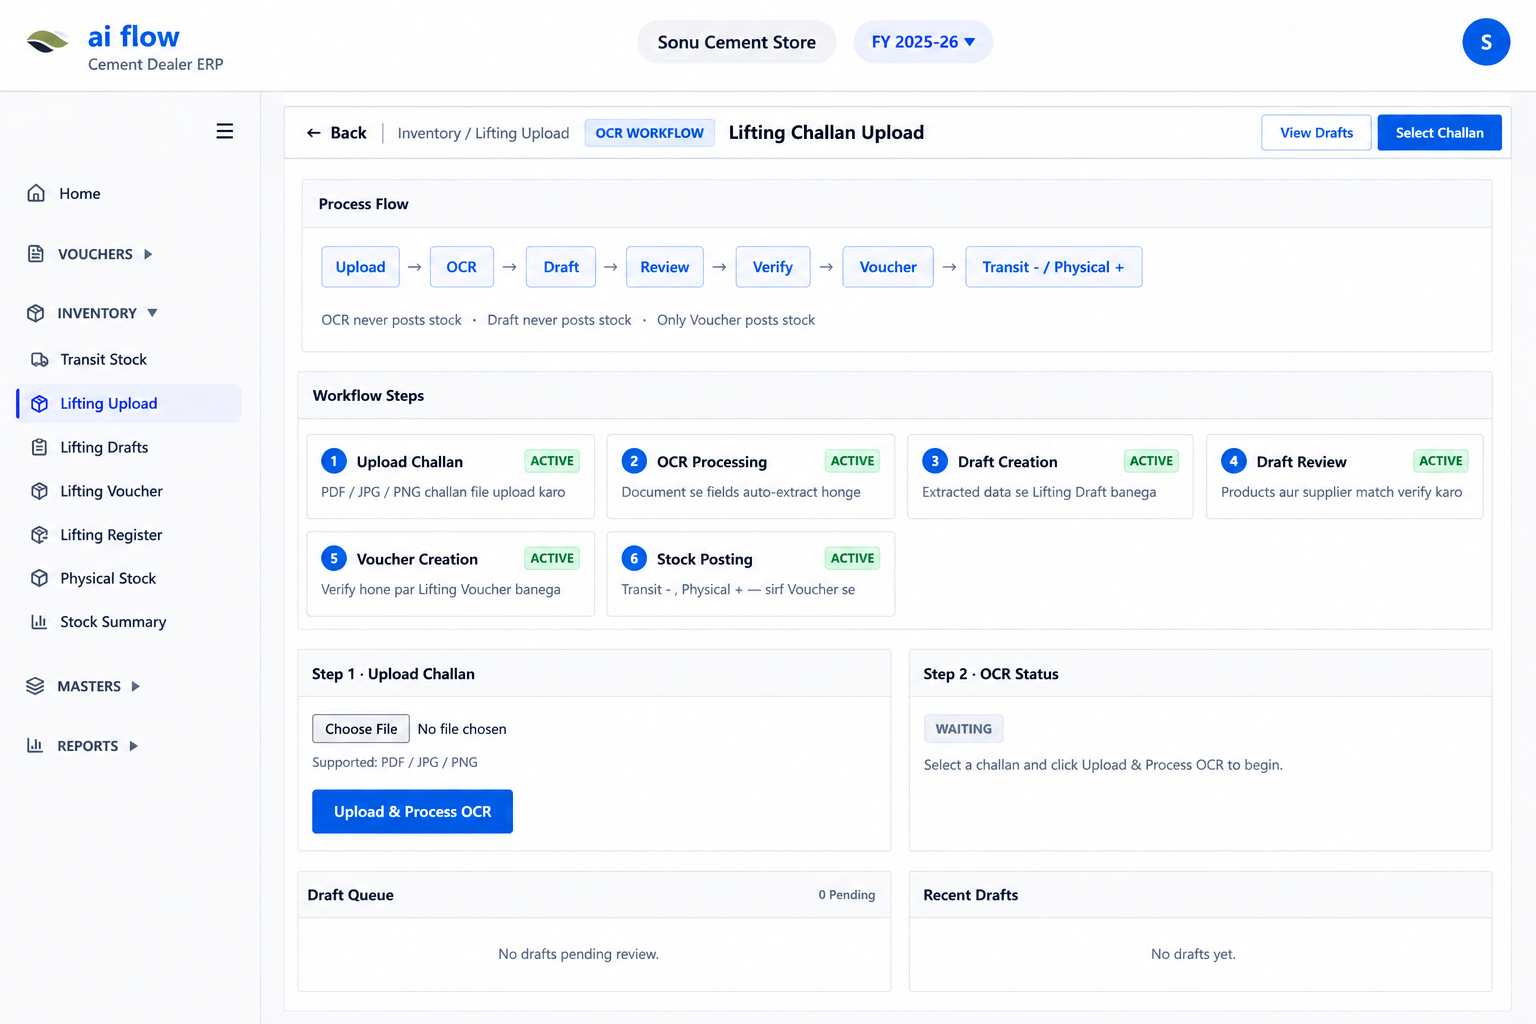 ai flow
Cement Dealer ERP
Sonu Cement Store
FY 2025-26 ▼
S
Home
VOUCHERS ▶
INVENTORY ▼
Transit Stock
Lifting Upload
Lifting Drafts
Lifting Voucher
Lifting Register
Physical Stock
Stock Summary
MASTERS ▶
REPORTS ▶
← Back | Inventory / Lifting Upload OCR WORKFLOW Lifting Challan Upload View Drafts Select Challan
Process Flow
Upload → OCR → Draft → Review → Verify → Voucher → Transit - / Physical +
OCR never posts stock · Draft never posts stock · Only Voucher posts stock
Workflow Steps
1 Upload Challan ACTIVE
PDF / JPG / PNG challan file upload karo
2 OCR Processing ACTIVE
Document se fields auto-extract honge
3 Draft Creation ACTIVE
Extracted data se Lifting Draft banega
4 Draft Review ACTIVE
Products aur supplier match verify karo
5 Voucher Creation ACTIVE
Verify hone par Lifting Voucher banega
6 Stock Posting ACTIVE
Transit - , Physical + — sirf Voucher se
Step 1 · Upload Challan
Choose File No file chosen
Supported: PDF / JPG / PNG
Upload & Process OCR
Step 2 · OCR Status
WAITING
Select a challan and click Upload & Process OCR to begin.
Draft Queue 0 Pending
No drafts pending review.
Recent Drafts
No drafts yet.